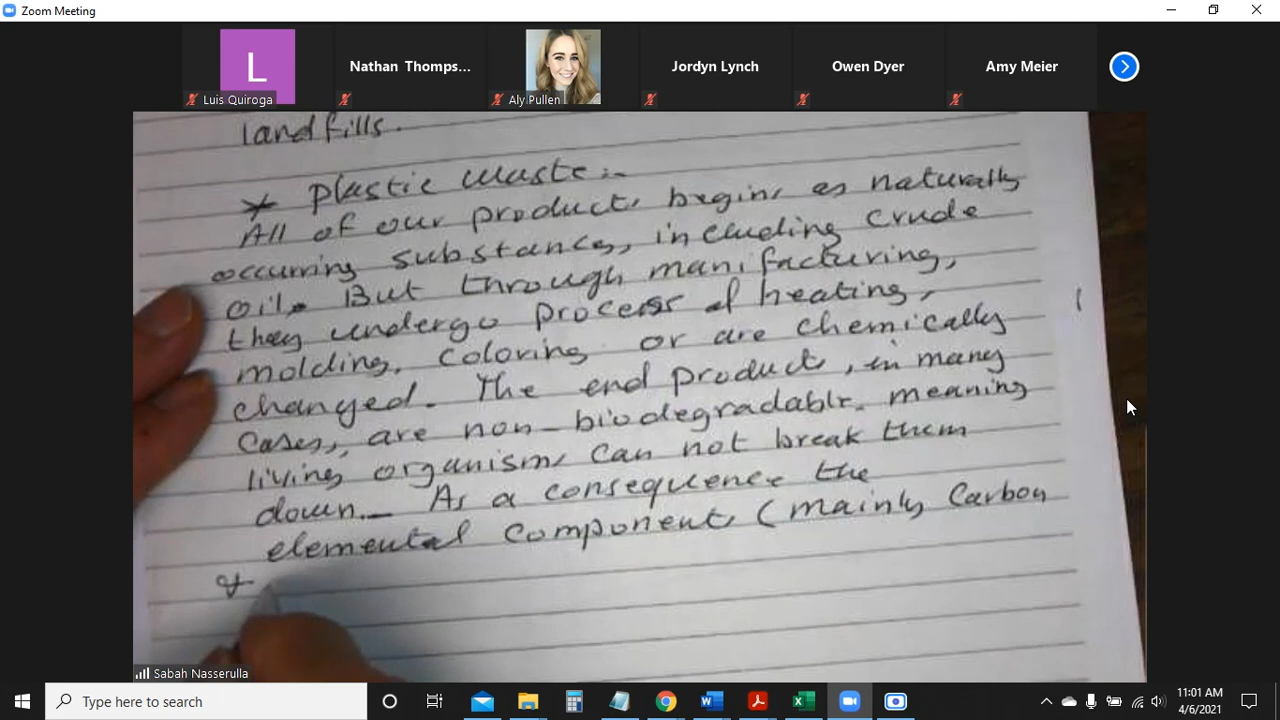 Zoom Meeting
L
Luis Quiroga
Nathan Thomps...
Aly Pullen
Jordyn Lynch
Owen Dyer
Amy Meier
landfills.
* Plastic waste :-
All of our products begins as naturally
occurring substances, including crude
oil. But through manifacturing,
they undergo process of heating,
molding, coloring or are chemically
changed. The end products, in many
cases, are non-biodegradable. meaning
living organisms can not break them
down. As a consequence the
elemental components (mainly Carbon
&
Sabah Nasserulla
Type here to search
11:01 AM
4/6/2021